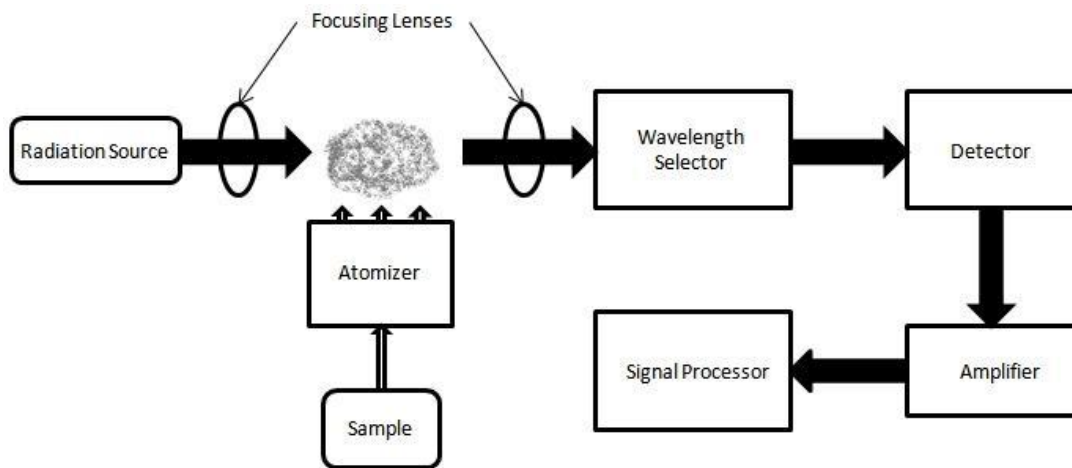 Focusing Lenses
Radiation Source
Wavelength
Selector
Detector
Atomizer
Signal Processor
Amplifier
Sample